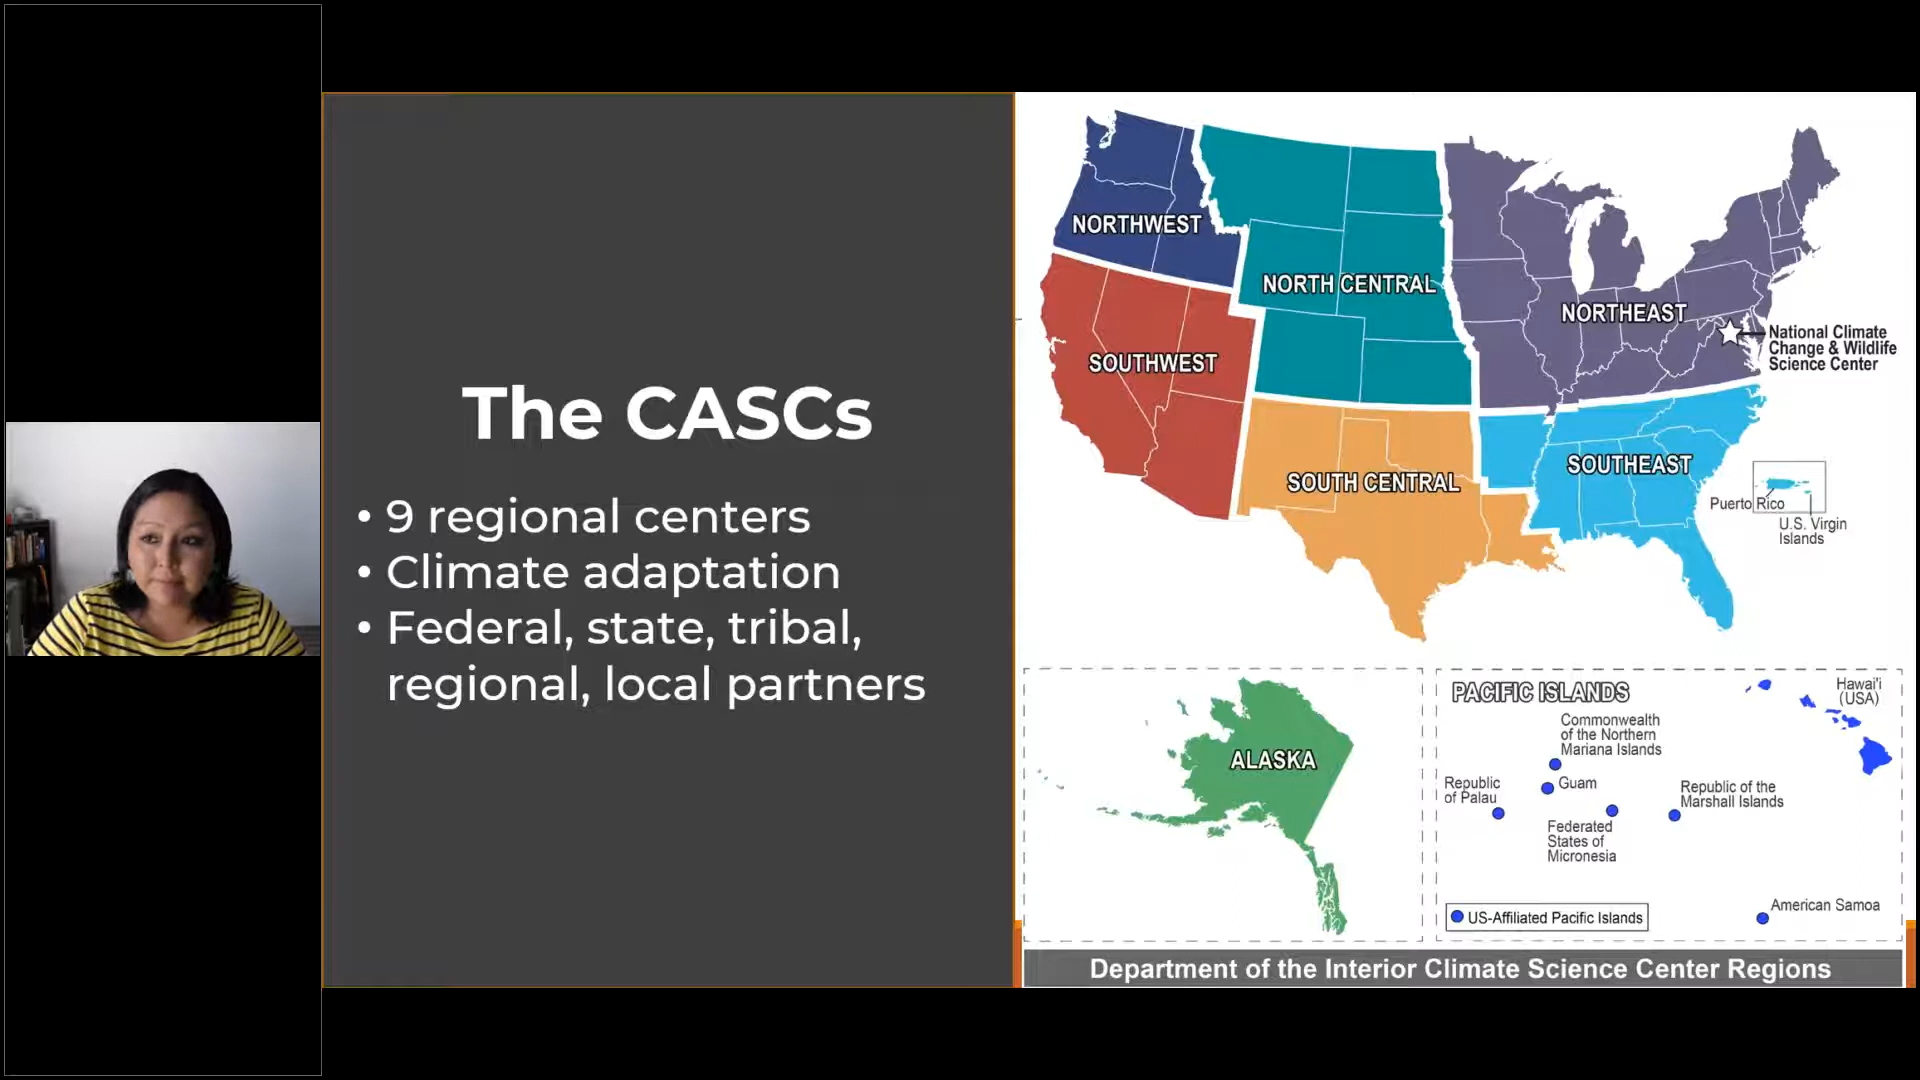 The CASCs
• 9 regional centers
• Climate adaptation
• Federal, state, tribal,
regional, local partners
NORTHWEST
NORTH CENTRAL
NORTHEAST
National Climate
Change & Wildlife
Science Center
SOUTHWEST
SOUTH CENTRAL
SOUTHEAST
Puerto Rico
U.S. Virgin
Islands
ALASKA
PACIFIC ISLANDS
Hawai'i
(USA)
Commonwealth
of the Northern
Mariana Islands
Republic
of Palau
Guam
Republic of the
Marshall Islands
Federated
States of
Micronesia
American Samoa
US-Affiliated Pacific Islands
Department of the Interior Climate Science Center Regions